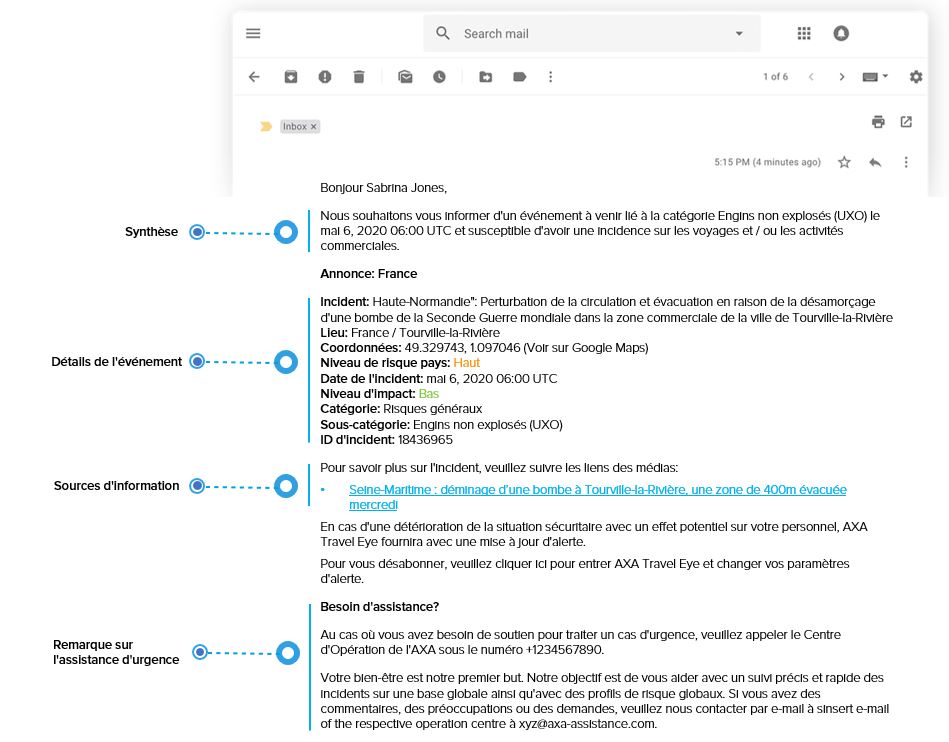 Search mail
1 of 6
Inbox ×
5:15 PM (4 minutes ago)
Bonjour Sabrina Jones,
Synthèse
Nous souhaitons vous informer d'un événement à venir lié à la catégorie Engins non explosés (UXO) le
mai 6, 2020 06:00 UTC et susceptible d'avoir une incidence sur les voyages et / ou les activités
commerciales.
Annonce: France
Détails de l'événement
Incident: Haute-Normandie": Perturbation de la circulation et évacuation en raison de la désamorçage
d'une bombe de la Seconde Guerre mondiale dans la zone commerciale de la ville de Tourville-la-Rivière
Lieu: France / Tourville-la-Rivière
Coordonnées: 49.329743, 1.097046 (Voir sur Google Maps)
Niveau de risque pays: Haut
Date de l'incident: mai 6, 2020 06:00 UTC
Niveau d'impact: Bas
Catégorie: Risques généraux
Sous-catégorie: Engins non explosés (UXO)
ID d'incident: 18436965
Sources d'information
Pour savoir plus sur l'incident, veuillez suivre les liens des médias:
• Seine-Maritime : déminage d'une bombe à Tourville-la-Rivière, une zone de 400m évacuée
mercredi
En cas d'une détérioration de la situation sécuritaire avec un effet potentiel sur votre personnel, AXA
Travel Eye fournira avec une mise à jour d'alerte.
Pour vous désabonner, veuillez cliquer ici pour entrer AXA Travel Eye et changer vos paramètres
d'alerte.
Besoin d'assistance?
Remarque sur
l'assistance d'urgence
Au cas où vous avez besoin de soutien pour traiter un cas d'urgence, veuillez appeler le Centre
d'Opération de l'AXA sous le numéro +1234567890.
Votre bien-être est notre premier but. Notre objectif est de vous aider avec un suivi précis et rapide des
incidents sur une base globale ainsi qu'avec des profils de risque globaux. Si vous avez des
commentaires, des préoccupations ou des demandes, veuillez nous contacter par e-mail à sinsert e-mail
of the respective operation centre à xyz@axa-assistance.com.